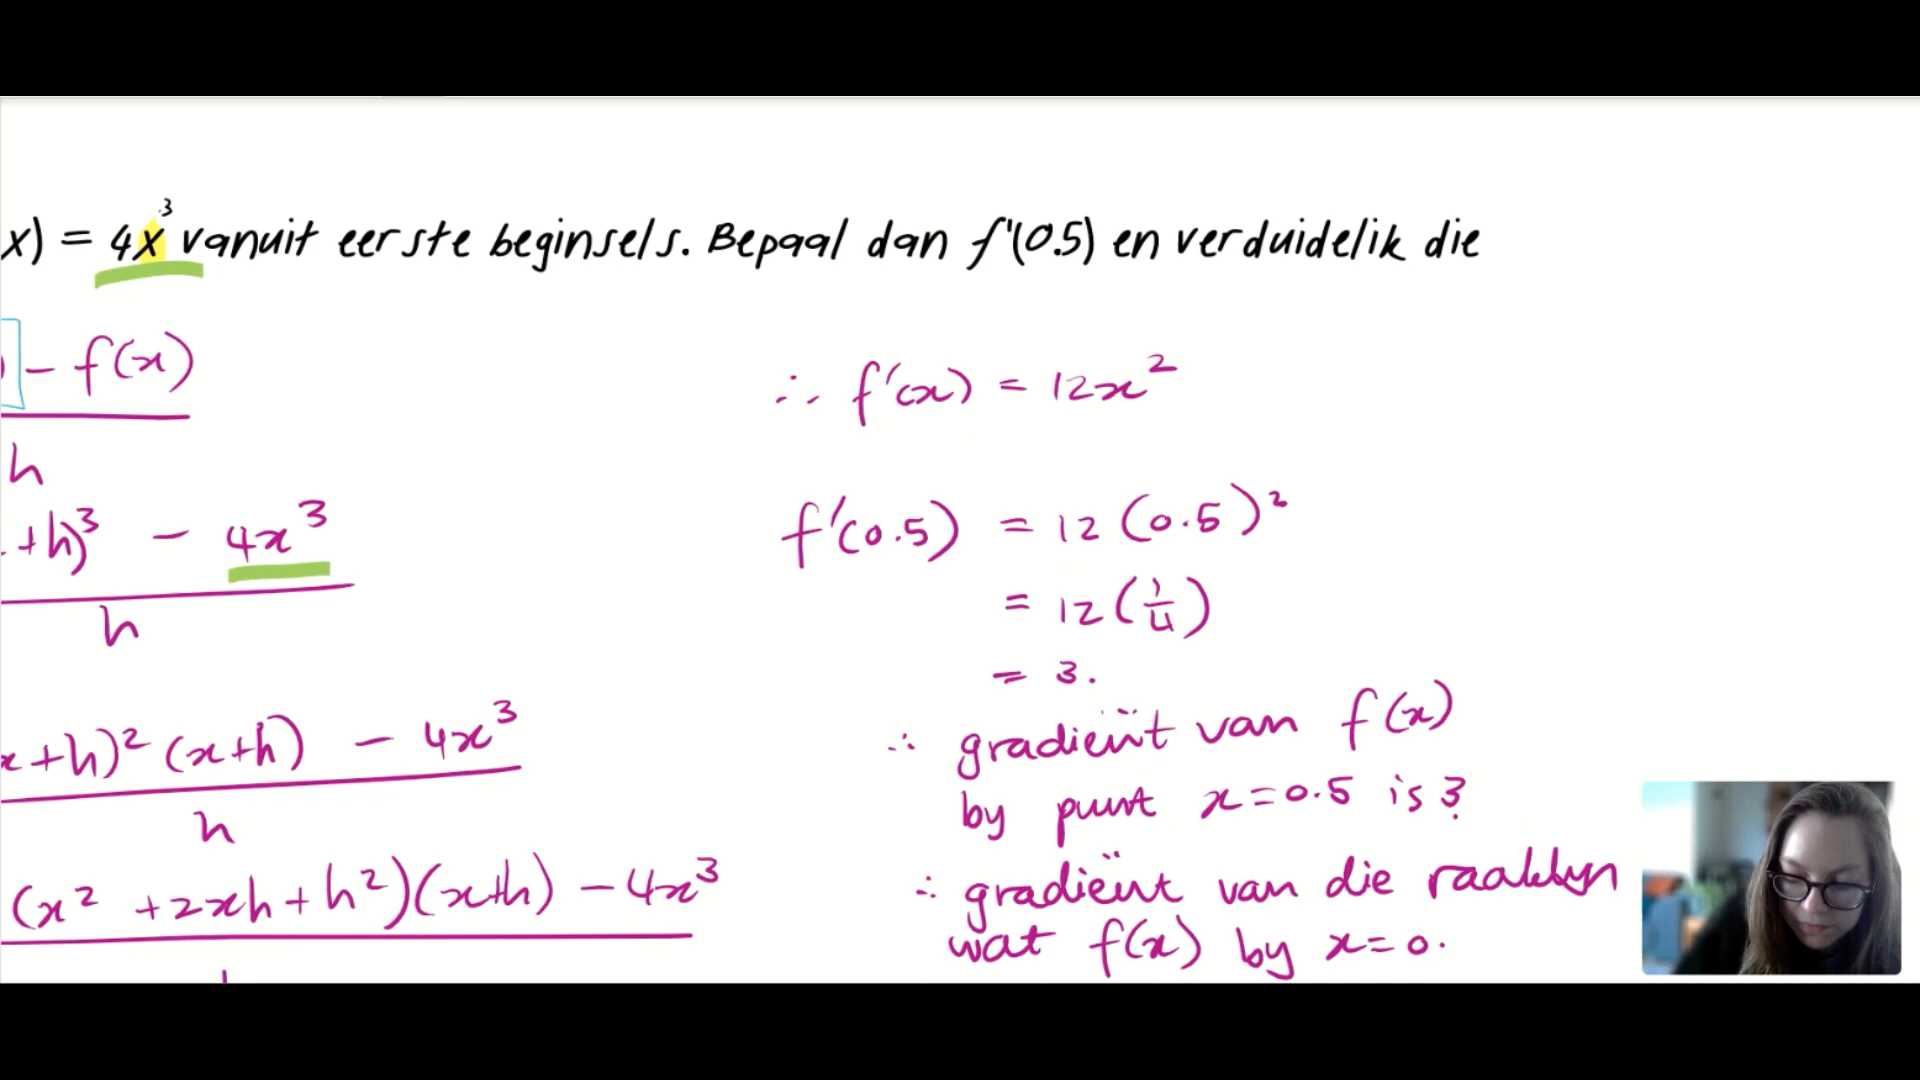 x) = 4x³ vanuit eerste beginsels. Bepaal dan f'(0.5) en verduidelik die
- f(x)
h
+h)³ - 4x³
h
x+h)² (x+h) - 4x³
h
(x² + 2xh + h²)(x+h) - 4x³
∴ f'(x) = 12x²
f'(0.5) = 12 (0.5)²
= 12 (1/4)
= 3.
∴ gradiënt van f(x)
by punt x=0.5 is 3
∴ gradiënt van die raaklyn
wat f(x) by x=0.